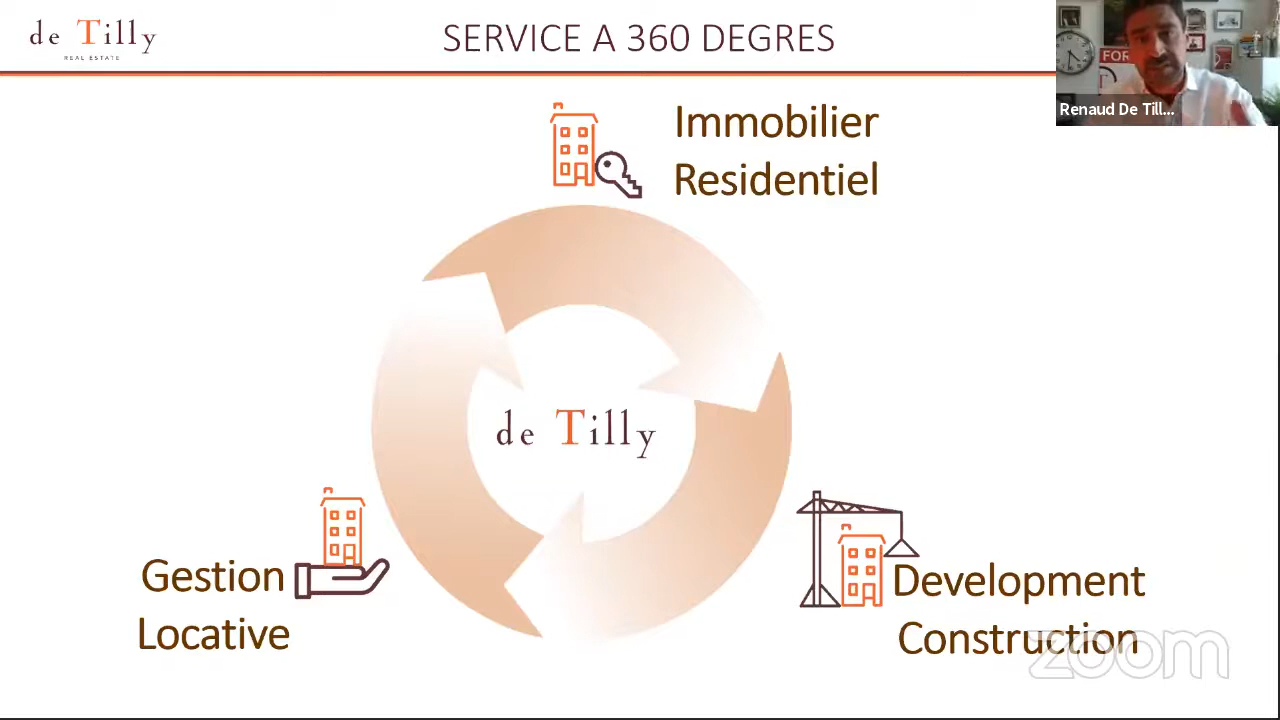 de Tilly
REAL ESTATE
SERVICE A 360 DEGRES
FOR
Renaud De Till...
Immobilier
Residentiel
de Tilly
Gestion
Locative
Development
Construction
zoom